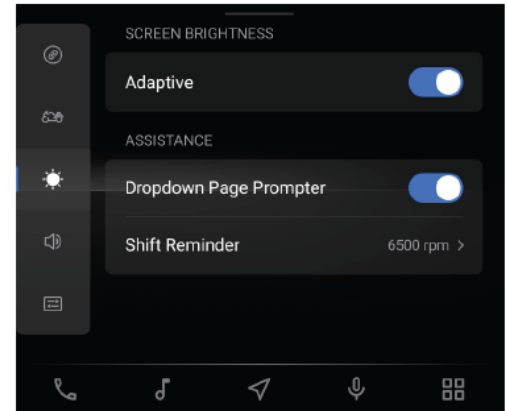 SCREEN BRIGHTNESS
Adaptive
ASSISTANCE
Dropdown Page Prompter
Shift Reminder 6500 rpm >